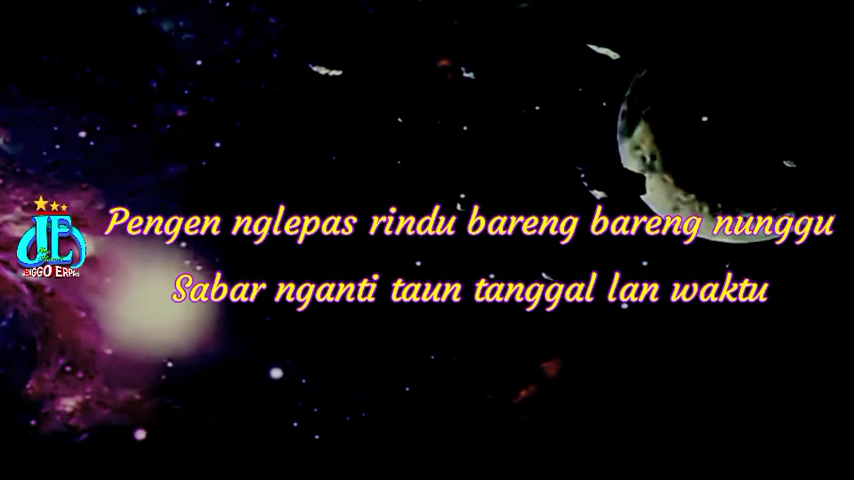 Pengen nglepas rindu bareng bareng nunggu
Sabar nganti taun tanggal lan waktu